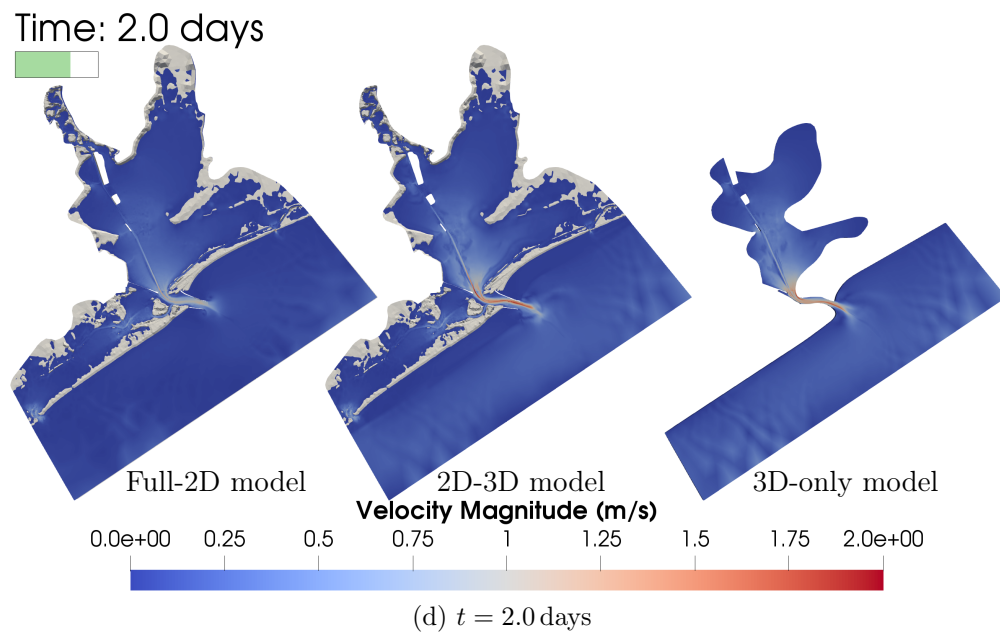 Time: 2.0 days
Full-2D model 2D-3D model 3D-only model
Velocity Magnitude (m/s)
0.0e+00 0.25 0.5 0.75 1 1.25 1.5 1.75 2.0e+00
(d) t = 2.0 days